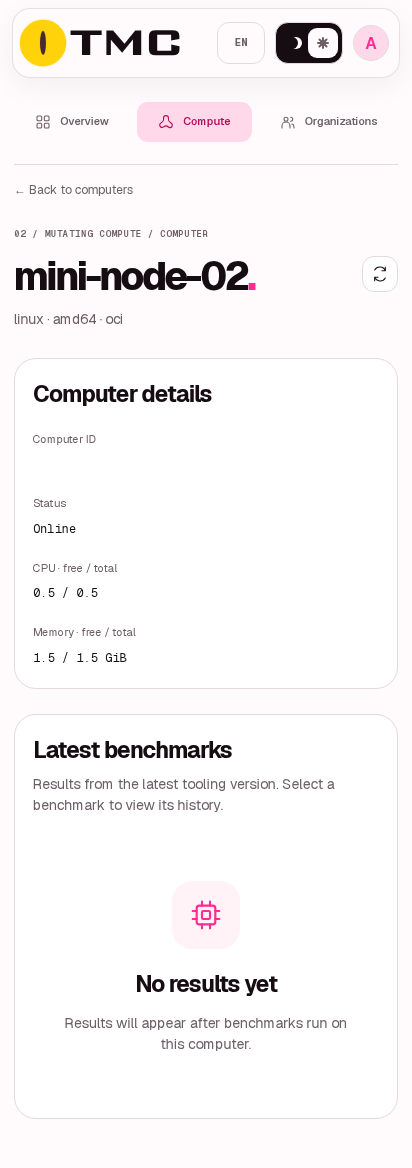 TMC
EN
A
Overview
Compute
Organizations
← Back to computers
02 / MUTATING COMPUTE / COMPUTER
mini-node-02.
linux · amd64 · oci
Computer details
Computer ID
Status
Online
CPU · free / total
0.5 / 0.5
Memory · free / total
1.5 / 1.5 GiB
Latest benchmarks
Results from the latest tooling version. Select a
benchmark to view its history.
No results yet
Results will appear after benchmarks run on
this computer.